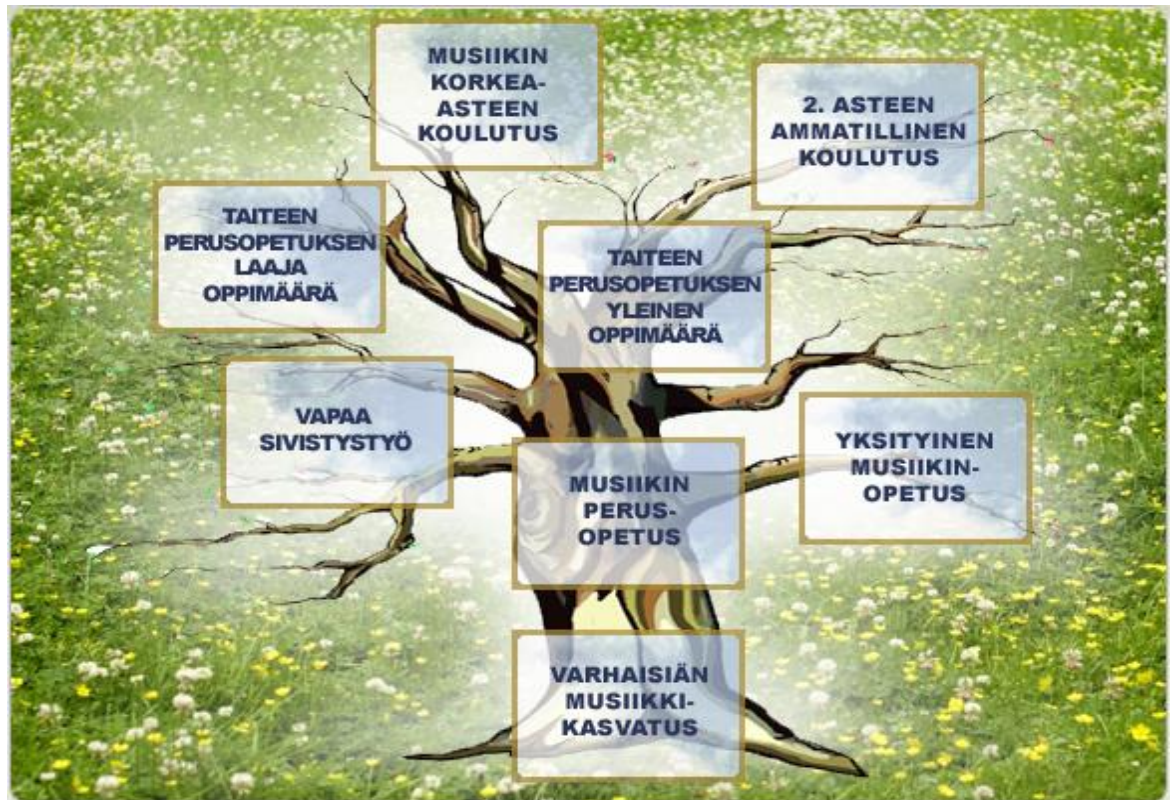 MUSIIKIN
KORKEA-
ASTEEN
KOULUTUS
2. ASTEEN
AMMATILLINEN
KOULUTUS
TAITEEN
PERUSOPETUKSEN
LAAJA
OPPIMÄÄRÄ
TAITEEN
PERUSOPETUKSEN
YLEINEN
OPPIMÄÄRÄ
VAPAA
SIVISTYSTYÖ
YKSITYINEN
MUSIIKIN-
OPETUS
MUSIIKIN
PERUS-
OPETUS
VARHAISIÄN
MUSIIKKI-
KASVATUS